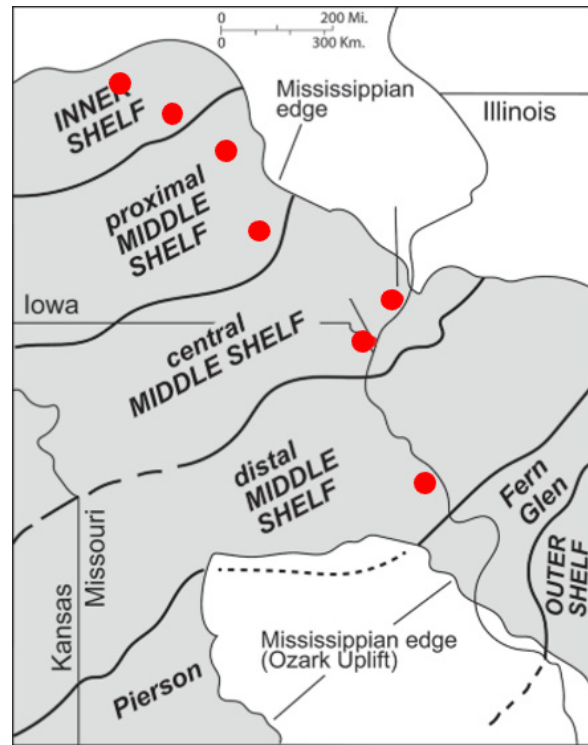 0 200 Mi.
0 300 Km.
Mississippian
edge
Illinois
INNER
SHELF
proximal
MIDDLE
SHELF
Iowa
central
MIDDLE SHELF
distal
MIDDLE
SHELF
Fern
Glen
OUTER
SHELF
Kansas
Missouri
Mississippian edge
(Ozark Uplift)
Pierson